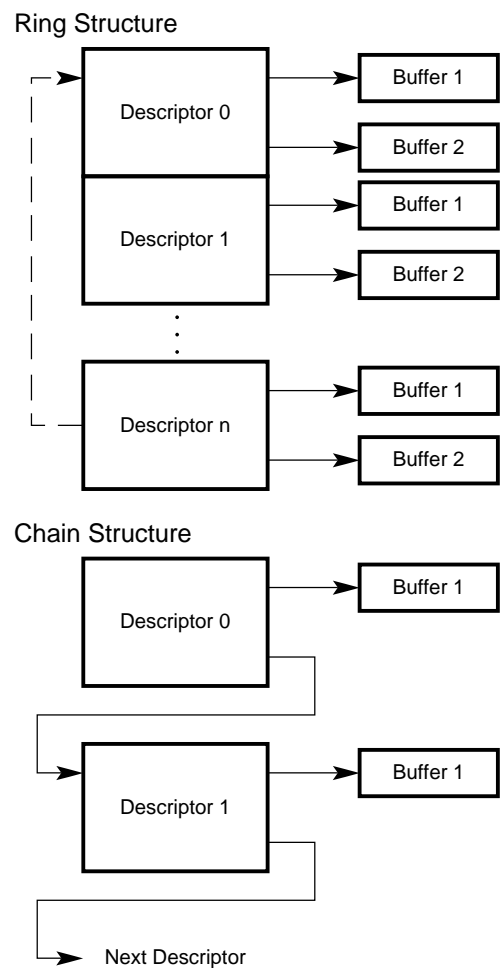 Ring Structure
Descriptor 0
Buffer 1
Buffer 2
Descriptor 1
Buffer 1
Buffer 2
Descriptor n
Buffer 1
Buffer 2
Chain Structure
Descriptor 0
Buffer 1
Descriptor 1
Buffer 1
Next Descriptor